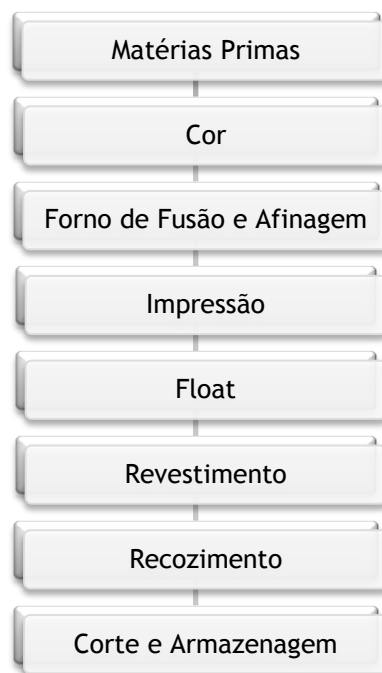 Matérias Primas
Cor
Forno de Fusão e Afinagem
Impressão
Float
Revestimento
Recozimento
Corte e Armazenagem